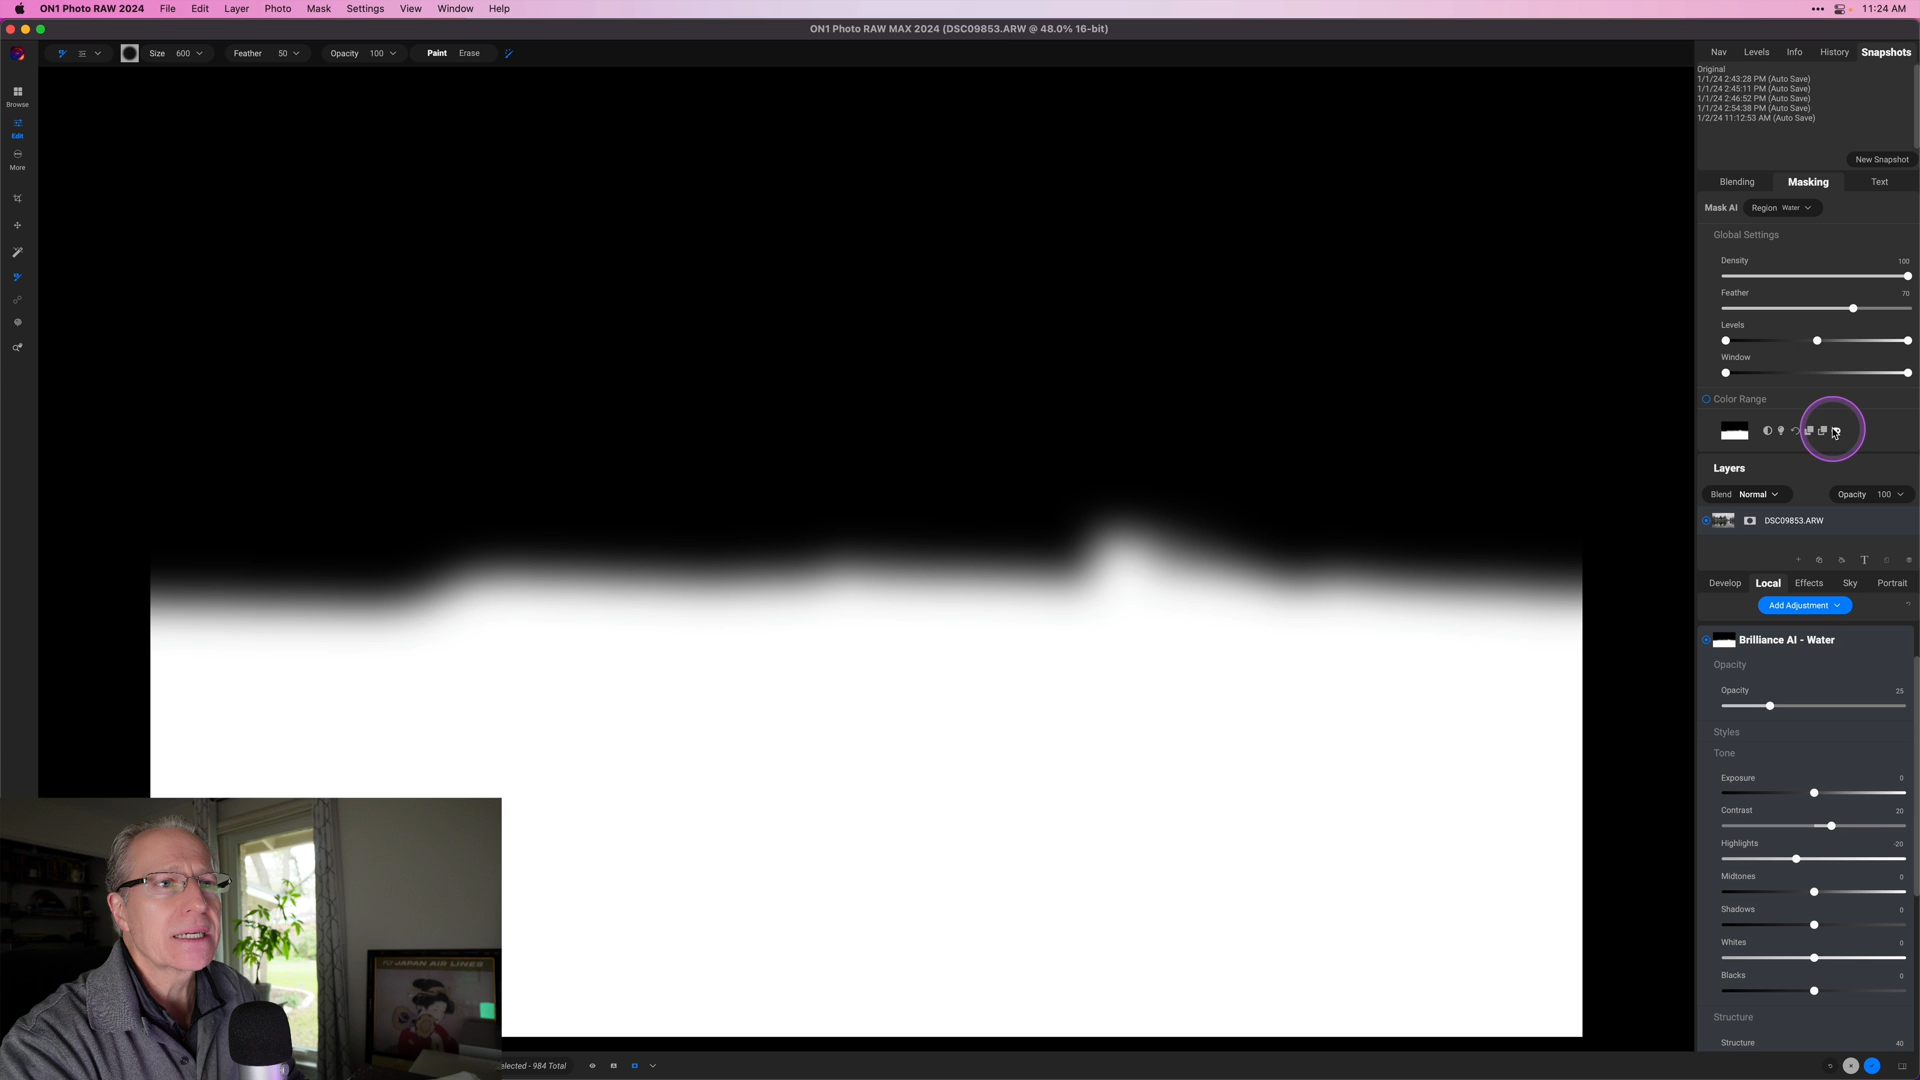 ON1 Photo RAW 2024 File Edit Layer Photo Mask Settings View Window Help 11:24 AM
ON1 Photo RAW MAX 2024 (DSC09853.ARW @ 48.0% 16-bit)
Size 600 Feather 50 Opacity 100 Paint Erase
Browse
Edit
More
Nav Levels Info History Snapshots
Original
1/1/24 2:43:28 PM (Auto Save)
1/1/24 2:45:11 PM (Auto Save)
1/1/24 2:46:52 PM (Auto Save)
1/1/24 2:54:38 PM (Auto Save)
1/2/24 11:12:53 AM (Auto Save)
New Snapshot
Blending Masking Text
Mask AI Region Water
Global Settings
Density 100
Feather 70
Levels
Window
Color Range
Layers
Blend Normal Opacity 100
DSC09853.ARW
T
Develop Local Effects Sky Portrait
Add Adjustment
Brilliance AI - Water
Opacity
Opacity 25
Styles
Tone
Exposure 0
Contrast 20
Highlights -20
Midtones 0
Shadows 0
Whites 0
Blacks 0
Structure
Structure 40
JAPAN AIR LINES
elected - 984 Total